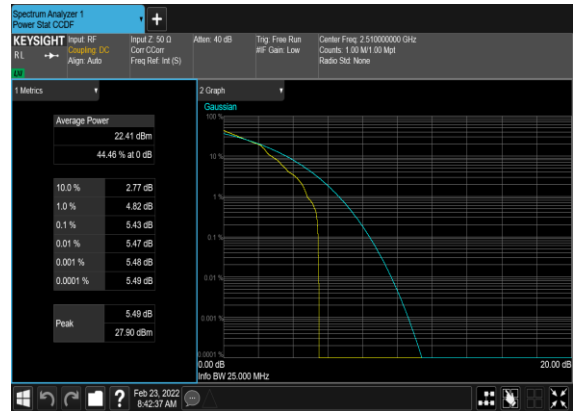 Spectrum Analyzer 1
Power Stat CCDF
KEYSIGHT Input: RF Input Z: 50 Ω Atten: 40 dB Trig: Free Run Center Freq: 2.510000000 GHz
RL Coupling: DC Corr CCorr #IF Gain: Low Counts: 1.00 M/1.00 Mpt
Align: Auto Freq Ref: Int (S) Radio Std: None
LXI
1 Metrics
2 Graph
Average Power
22.41 dBm
44.46 % at 0 dB
10.0 % 2.77 dB
1.0 % 4.82 dB
0.1 % 5.43 dB
0.01 % 5.47 dB
0.001 % 5.48 dB
0.0001 % 5.49 dB
Peak 5.49 dB
27.90 dBm
Gaussian
100 %
10 %
1 %
0.1 %
0.01 %
0.001 %
0.0001 %
0.00 dB 20.00 dB
Info BW 25.000 MHz
? Feb 23, 2022
8:42:37 AM